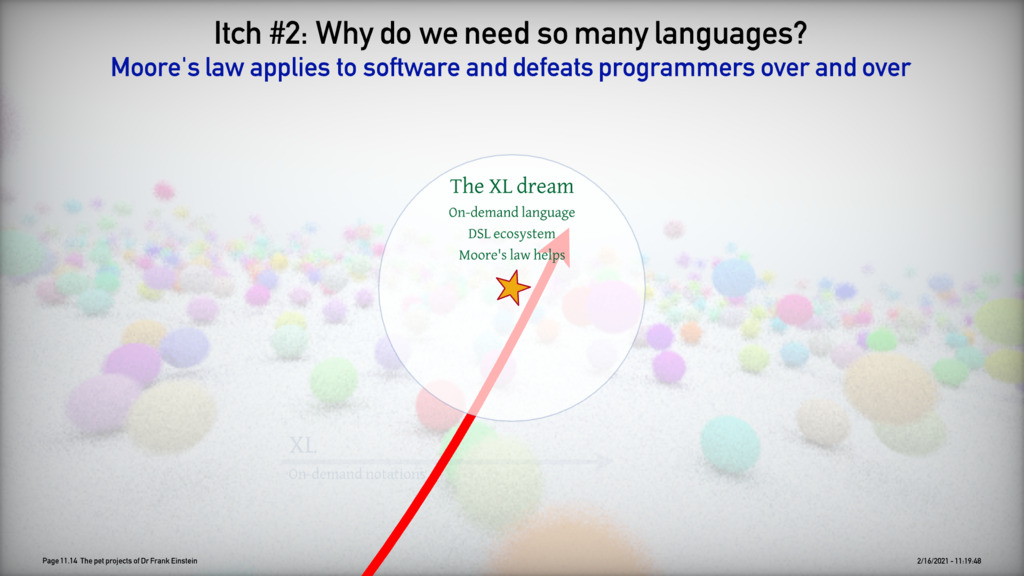 Itch #2: Why do we need so many languages?
Moore's law applies to software and defeats programmers over and over
The XL dream
On-demand language
DSL ecosystem
Moore's law helps
XL
On-demand notations
Page 11.14 The pet projects of Dr Frank Einstein
2/16/2021 - 11:19:48